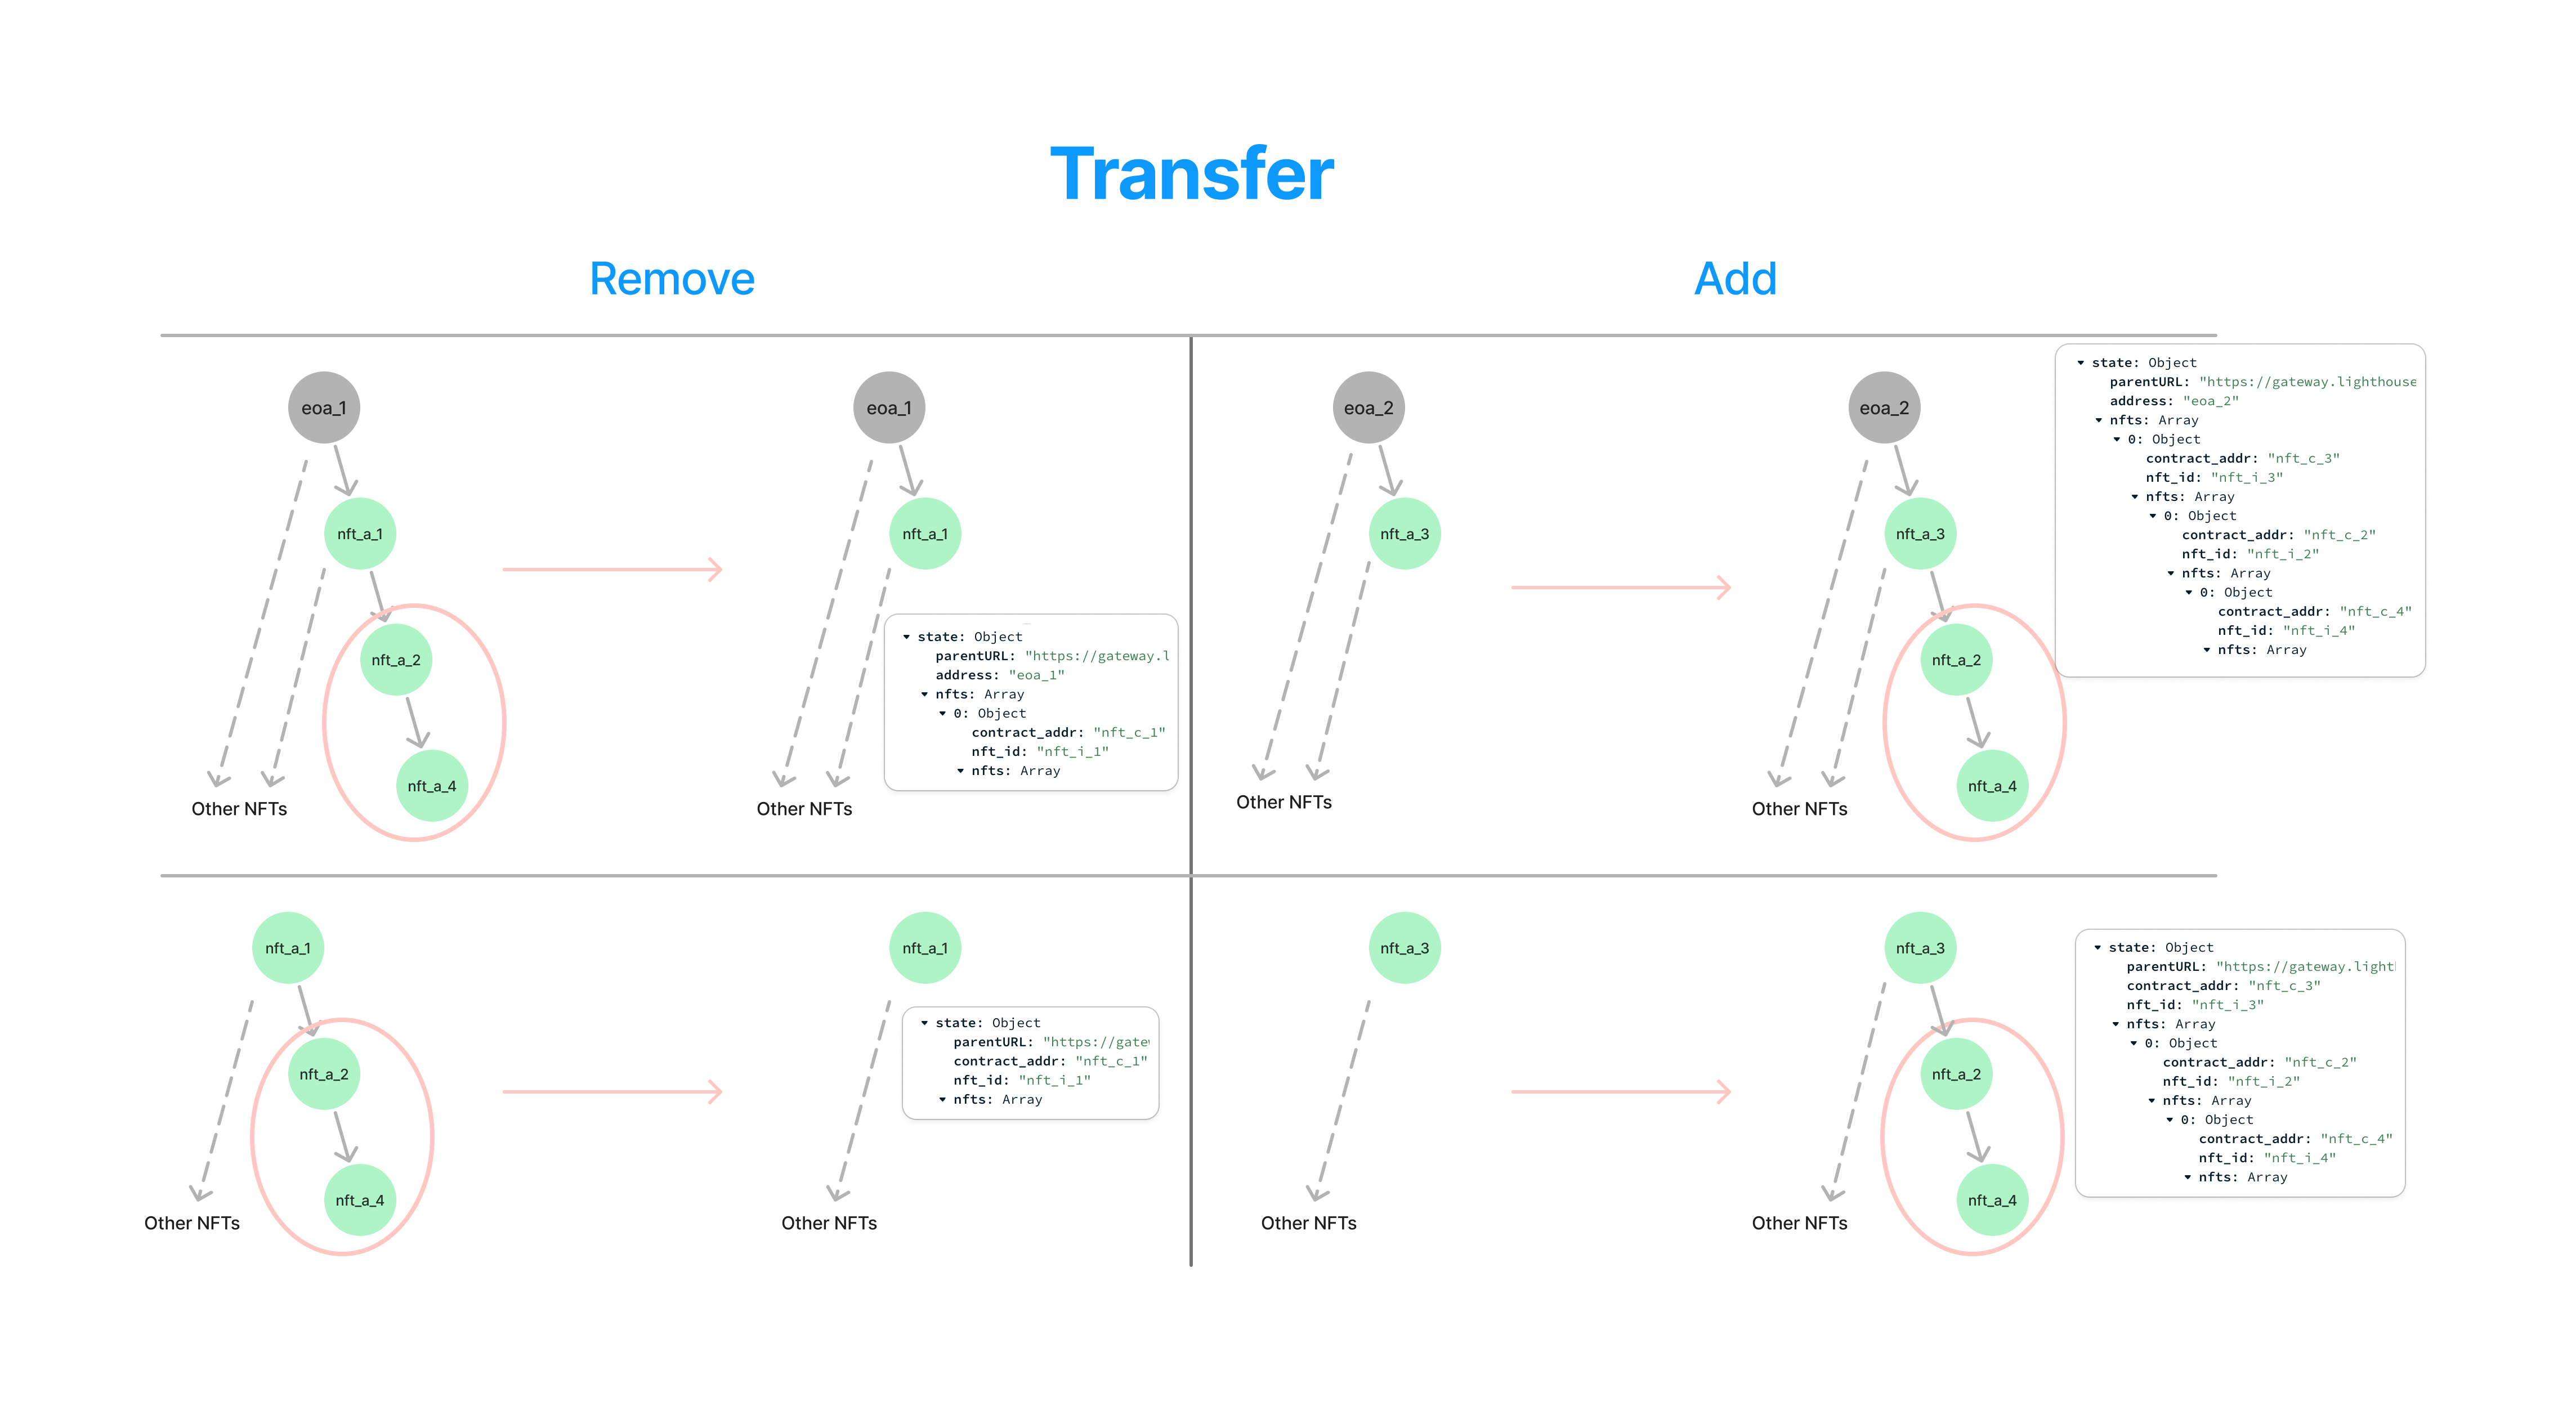 Transfer
Remove
Add
eoa_1
nft_a_1
nft_a_2
nft_a_4
Other NFTs
eoa_1
nft_a_1
Other NFTs
state: Object
parentURL: "https://gateway.l
address: "eoa_1"
nfts: Array
0: Object
contract_addr: "nft_c_1"
nft_id: "nft_i_1"
nfts: Array
eoa_2
nft_a_3
Other NFTs
eoa_2
nft_a_3
nft_a_2
nft_a_4
Other NFTs
state: Object
parentURL: "https://gateway.lighthouse
address: "eoa_2"
nfts: Array
0: Object
contract_addr: "nft_c_3"
nft_id: "nft_i_3"
nfts: Array
0: Object
contract_addr: "nft_c_2"
nft_id: "nft_i_2"
nfts: Array
0: Object
contract_addr: "nft_c_4"
nft_id: "nft_i_4"
nfts: Array
nft_a_1
nft_a_2
nft_a_4
Other NFTs
nft_a_1
Other NFTs
state: Object
parentURL: "https://gatew
contract_addr: "nft_c_1"
nft_id: "nft_i_1"
nfts: Array
nft_a_3
Other NFTs
nft_a_3
nft_a_2
nft_a_4
Other NFTs
state: Object
parentURL: "https://gateway.light
contract_addr: "nft_c_3"
nft_id: "nft_i_3"
nfts: Array
0: Object
contract_addr: "nft_c_2"
nft_id: "nft_i_2"
nfts: Array
0: Object
contract_addr: "nft_c_4"
nft_id: "nft_i_4"
nfts: Array